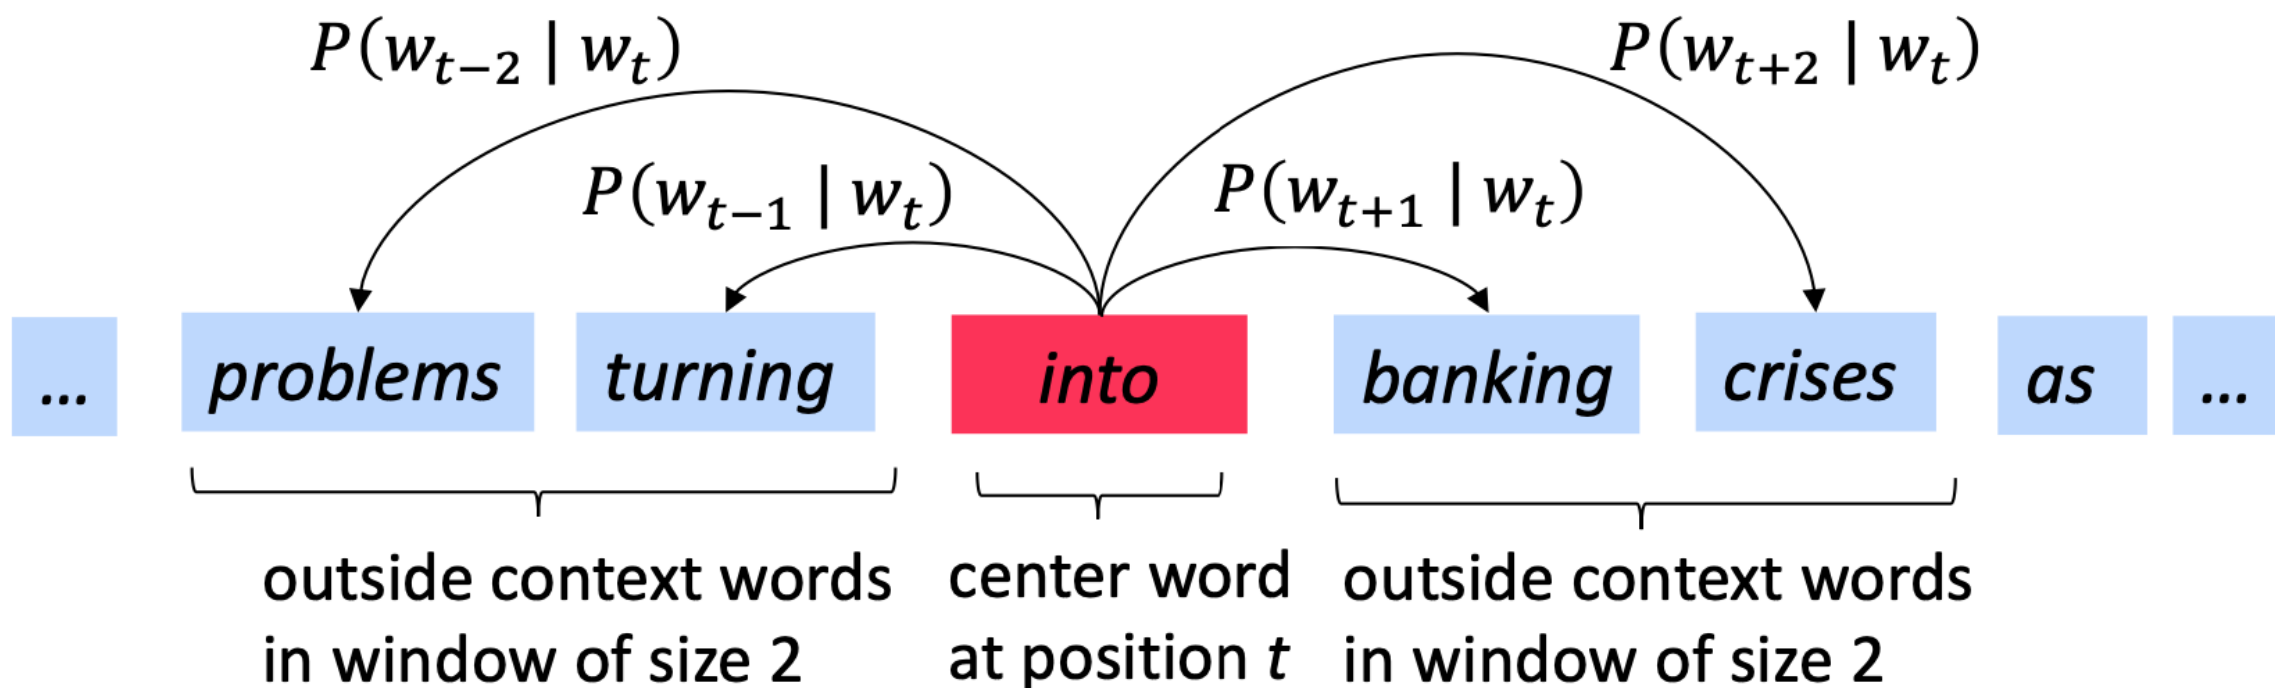 P(w_{t−2} | w_t) P(w_{t+2} | w_t)
P(w_{t−1} | w_t) P(w_{t+1} | w_t)
... problems turning into banking crises as ...
outside context words center word outside context words
in window of size 2 at position t in window of size 2